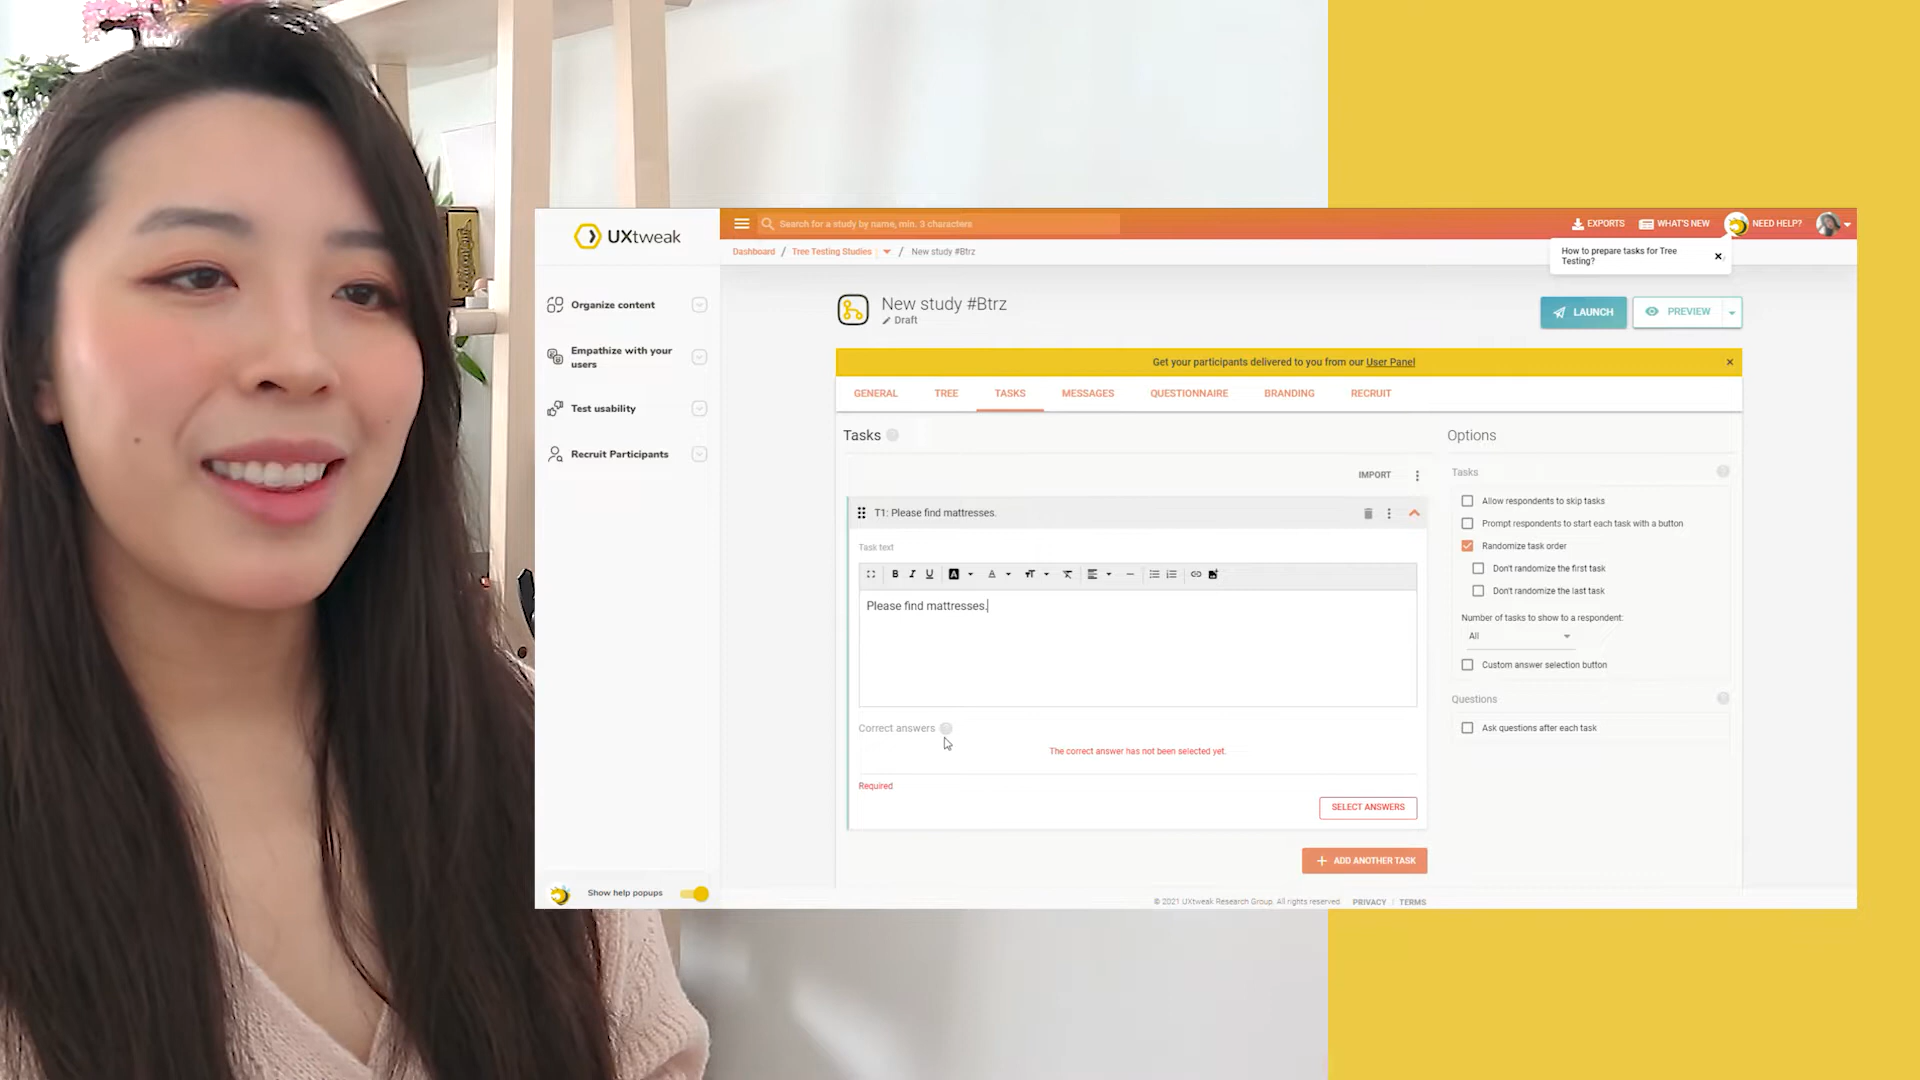 UXtweak
Search for a study by name, min. 3 characters
EXPORTS
WHAT'S NEW
NEED HELP?
Dashboard / Tree Testing Studies / New study #Btrz
How to prepare tasks for Tree
Testing?
Organize content
Empathize with your
users
Test usability
Recruit Participants
Show help popups
New study #Btrz
Draft
LAUNCH
PREVIEW
Get your participants delivered to you from our User Panel
GENERAL
TREE
TASKS
MESSAGES
QUESTIONNAIRE
BRANDING
RECRUIT
Tasks
IMPORT
T1: Please find mattresses.
Task text
Please find mattresses.
Correct answers
The correct answer has not been selected yet.
Required
SELECT ANSWERS
ADD ANOTHER TASK
Options
Tasks
Allow respondents to skip tasks
Prompt respondents to start each task with a button
Randomize task order
Don't randomize the first task
Don't randomize the last task
Number of tasks to show to a respondent:
All
Custom answer selection button
Questions
Ask questions after each task
© 2021 UXtweak Research Group. All rights reserved
PRIVACY / TERMS